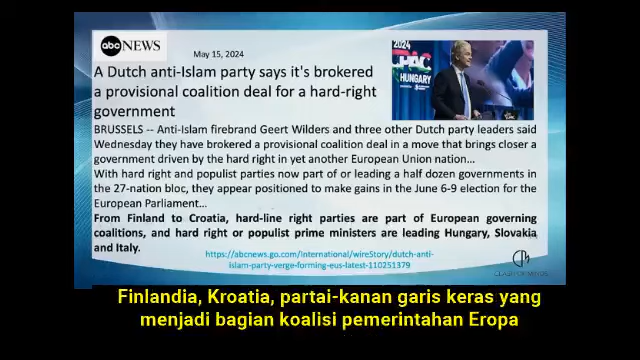 abc NEWS
May 15, 2024
A Dutch anti-Islam party says it's brokered
a provisional coalition deal for a hard-right
government
2024
CPAC
HUNGARY
BRUSSELS -- Anti-Islam firebrand Geert Wilders and three other Dutch party leaders said
Wednesday they have brokered a provisional coalition deal in a move that brings closer a
government driven by the hard right in yet another European Union nation...
With hard right and populist parties now part of or leading a half dozen governments in
the 27-nation bloc, they appear positioned to make gains in the June 6-9 election for the
European Parliament...
From Finland to Croatia, hard-line right parties are part of European governing
coalitions, and hard right or populist prime ministers are leading Hungary, Slovakia
and Italy.
https://abcnews.go.com/International/wireStory/dutch-anti-
islam-party-verge-forming-eus-latest-110251379
CLASH OF MINDS
Finlandia, Kroatia, partai-kanan garis keras yang
menjadi bagian koalisi pemerintahan Eropa